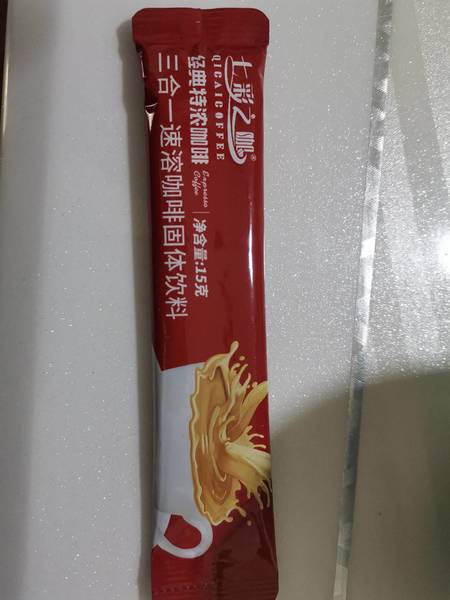 七彩之咖®
QICAICOFFEE
经典特浓咖啡 Espresso Coffee 净含量:15克
三合一速溶咖啡固体饮料